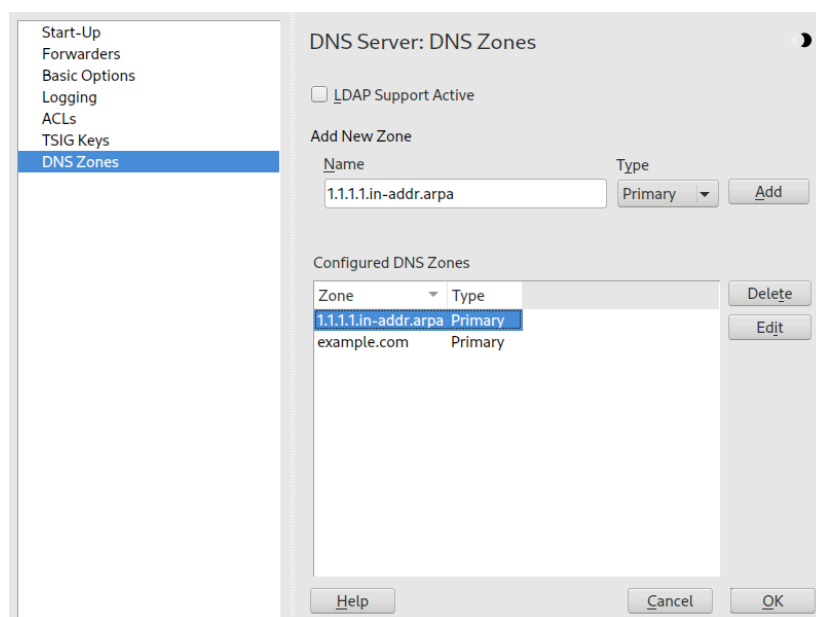 Start-Up
Forwarders
Basic Options
Logging
ACLs
TSIG Keys
DNS Zones
DNS Server: DNS Zones
LDAP Support Active
Add New Zone
Name Type
1.1.1.1.in-addr.arpa Primary Add
Configured DNS Zones
Zone Type Delete
1.1.1.1.in-addr.arpa Primary Edit
example.com Primary
Help Cancel OK